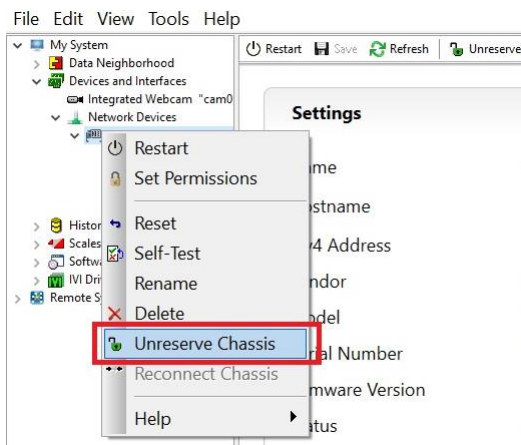 File Edit View Tools Help
My System
Data Neighborhood
Devices and Interfaces
Integrated Webcam "cam0
Network Devices
Histor
Scales
Softw
IVI Dri
Remote S
Restart Save Refresh Unreserve
Restart
Set Permissions
Reset
Self-Test
Rename
Delete
Unreserve Chassis
Reconnect Chassis
Help
Settings
me
ostname
v4 Address
ndor
odel
rial Number
mware Version
atus